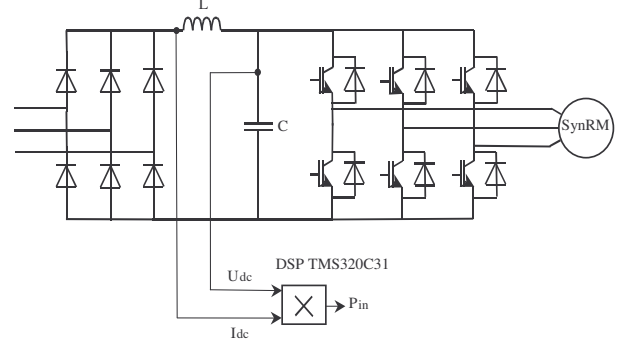 L
C
SynRM
DSP TMS320C31
Udc
Pin
Idc